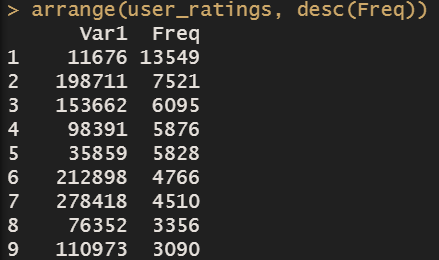 > arrange(user_ratings, desc(Freq))
Var1 Freq
1 11676 13549
2 198711 7521
3 153662 6095
4 98391 5876
5 35859 5828
6 212898 4766
7 278418 4510
8 76352 3356
9 110973 3090